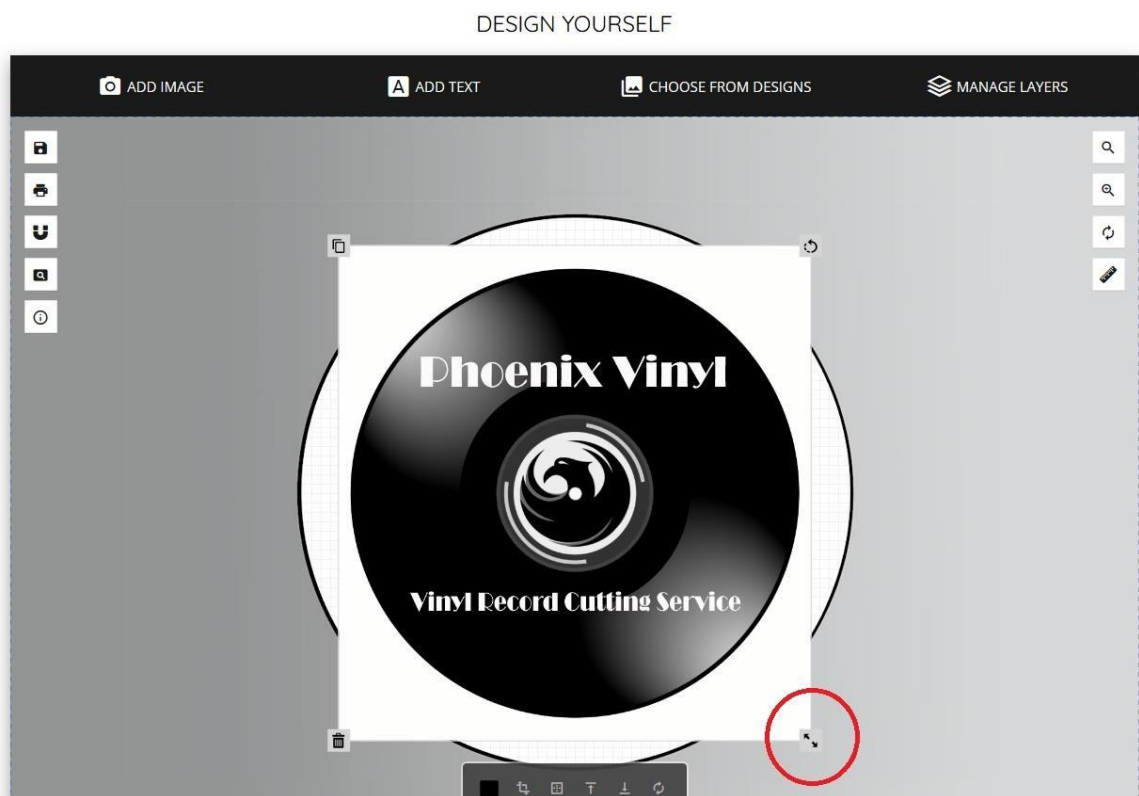 DESIGN YOURSELF
ADD IMAGE
ADD TEXT
CHOOSE FROM DESIGNS
MANAGE LAYERS
Phoenix Vinyl
Vinyl Record Cutting Service